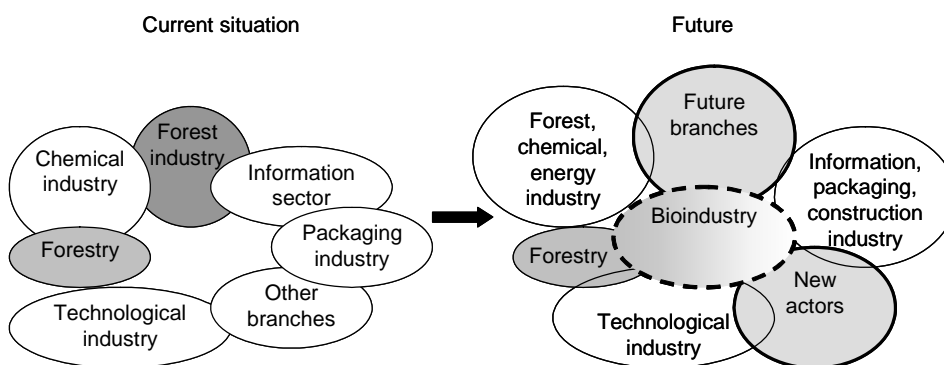 Current situation
Future
Forest
industry
Chemical
industry
Information
sector
Forestry
Packaging
industry
Other
branches
Technological
industry
Future
branches
Forest,
chemical,
energy
industry
Information,
packaging,
construction
industry
Bioindustry
Forestry
New
actors
Technological
industry